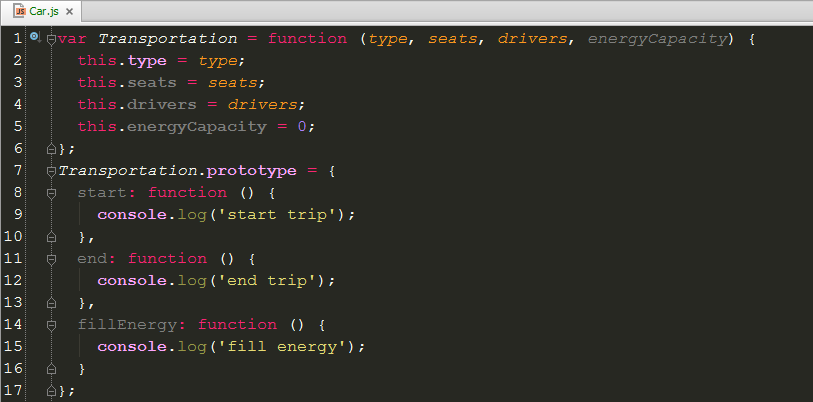 Car.js
1 var Transportation = function (type, seats, drivers, energyCapacity) {
2   this.type = type;
3   this.seats = seats;
4   this.drivers = drivers;
5   this.energyCapacity = 0;
6 };
7 Transportation.prototype = {
8   start: function () {
9     console.log('start trip');
10   },
11   end: function () {
12     console.log('end trip');
13   },
14   fillEnergy: function () {
15     console.log('fill energy');
16   }
17 };